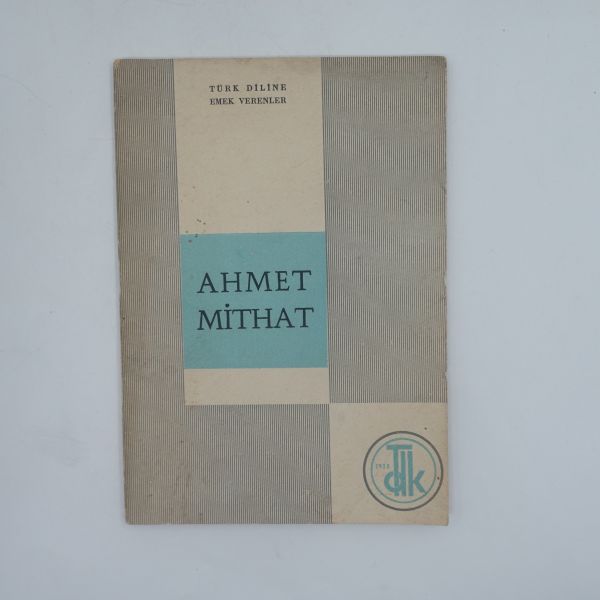 TÜRK DİLİNE
EMEK VERENLER
AHMET
MİTHAT
1932
Tdk